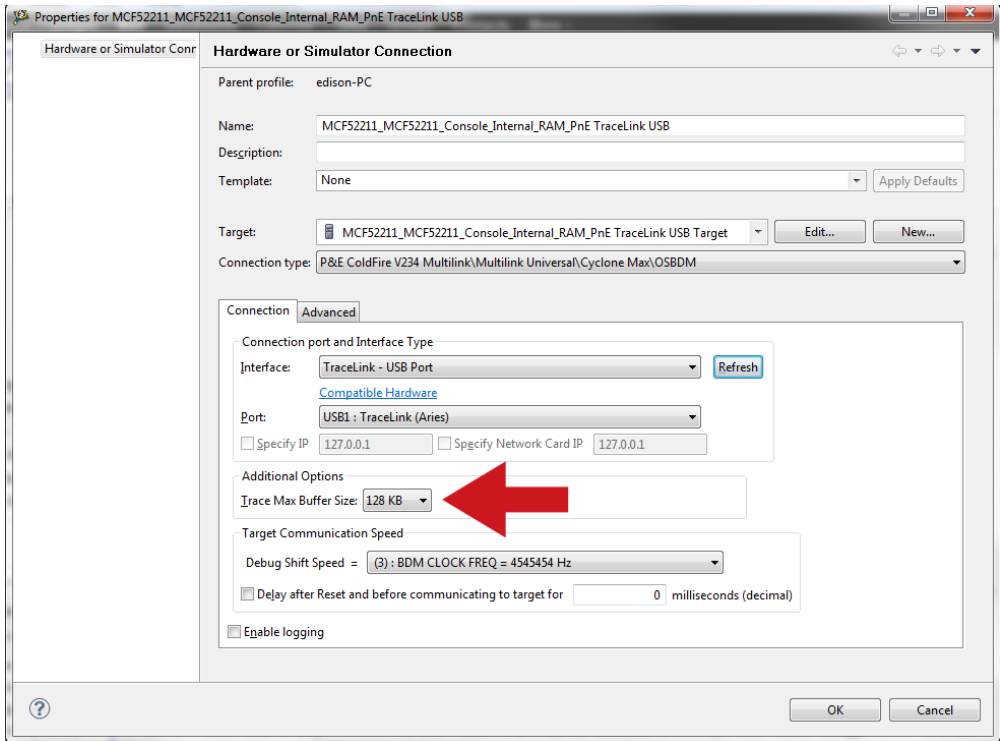 Properties for MCF52211_MCF52211_Console_Internal_RAM_PnE TraceLink USB
Hardware or Simulator Conr
Hardware or Simulator Connection
Parent profile: edison-PC
Name: MCF52211_MCF52211_Console_Internal_RAM_PnE TraceLink USB
Description:
Template: None Apply Defaults
Target: MCF52211_MCF52211_Console_Internal_RAM_PnE TraceLink USB Target Edit... New...
Connection type: P&E ColdFire V234 Multilink\Multilink Universal\Cyclone Max\OSBDM
Connection Advanced
Connection port and Interface Type
Interface: TraceLink - USB Port Refresh
Compatible Hardware
Port: USB1 : TraceLink (Aries)
Specify IP 127.0.0.1 Specify Network Card IP 127.0.0.1
Additional Options
Trace Max Buffer Size: 128 KB
Target Communication Speed
Debug Shift Speed = (3) : BDM CLOCK FREQ = 4545454 Hz
Delay after Reset and before communicating to target for 0 milliseconds (decimal)
Enable logging
? OK Cancel